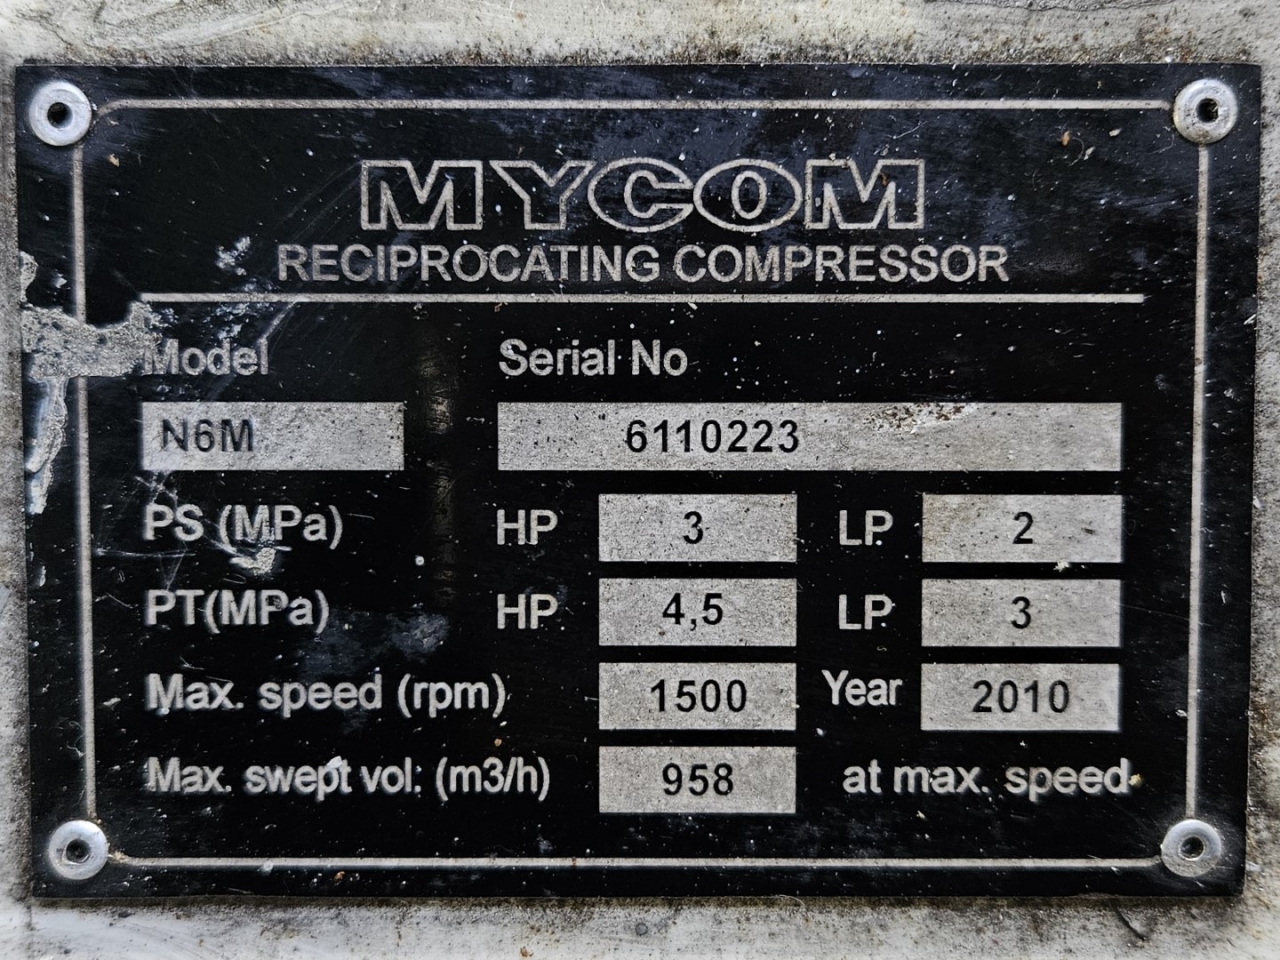 MYCOM
RECIPROCATING COMPRESSOR
Model Serial No
N6M 6110223
PS (MPa) HP 3 LP 2
PT(MPa) HP 4,5 LP 3
Max. speed (rpm) 1500 Year 2010
Max. swept vol. (m3/h) 958 at max. speed